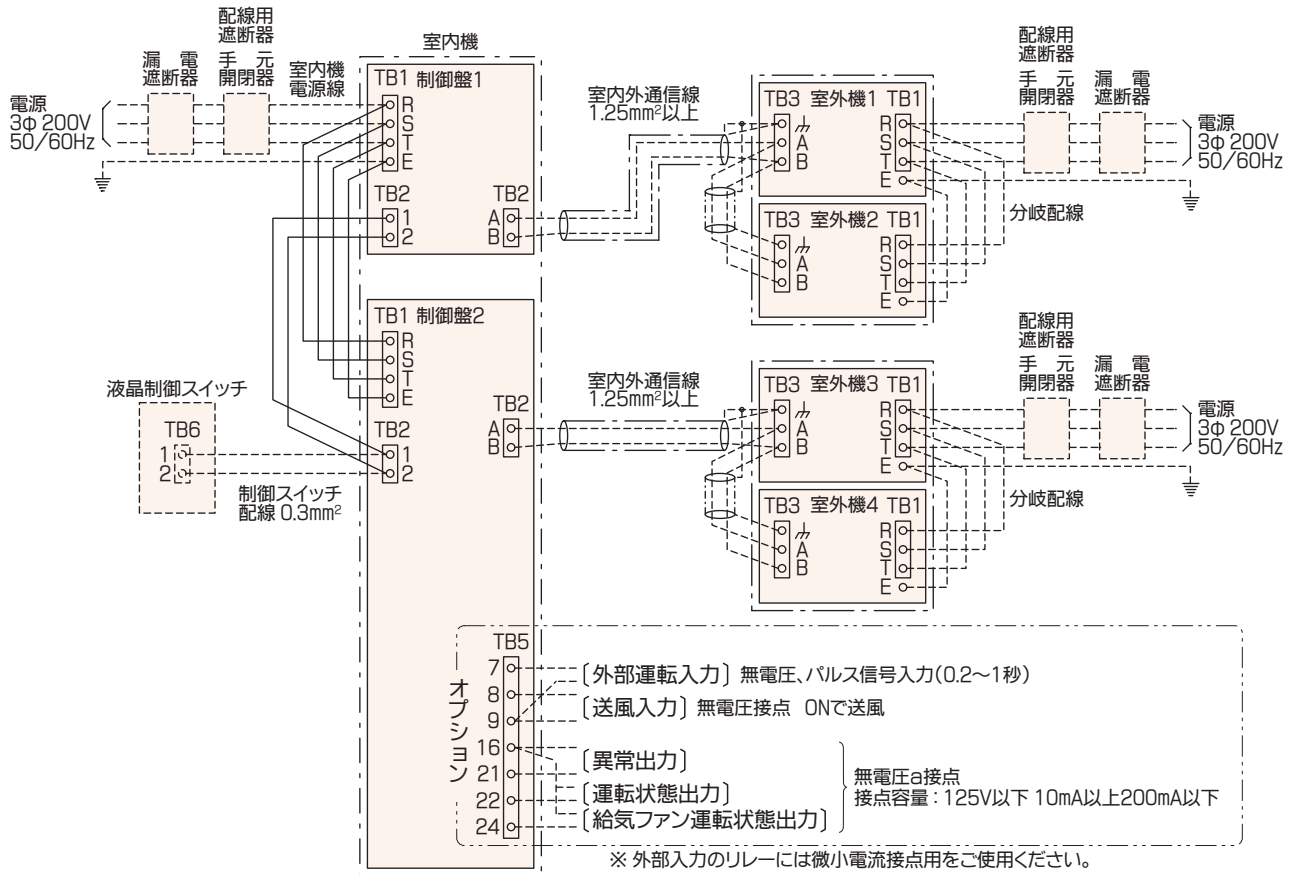 電源
3φ 200V
50/60Hz
漏 電
遮断器
配線用
遮断器
手 元
開閉器
室内機
電源線
室内機
TB1 制御盤1
R
S
T
E
TB2
1
2
TB2
A
B
TB1 制御盤2
R
S
T
E
TB2
1
2
TB2
A
B
液晶制御スイッチ
TB6
1
2
制御スイッチ
配線 0.3mm²
室内外通信線
1.25mm²以上
TB3 室外機1 TB1
A
B
R
S
T
E
TB3 室外機2 TB1
A
B
R
S
T
E
配線用
遮断器
手 元
開閉器
漏 電
遮断器
電源
3φ 200V
50/60Hz
分岐配線
室内外通信線
1.25mm²以上
TB3 室外機3 TB1
A
B
R
S
T
E
TB3 室外機4 TB1
A
B
R
S
T
E
配線用
遮断器
手 元
開閉器
漏 電
遮断器
電源
3φ 200V
50/60Hz
分岐配線
オプション
TB5
7
8
9
16
21
22
24
〔外部運転入力〕 無電圧、パルス信号入力(0.2〜1秒)
〔送風入力〕 無電圧接点 ONで送風
〔異常出力〕
〔運転状態出力〕
〔給気ファン運転状態出力〕
無電圧a接点
接点容量：125V以下 10mA以上200mA以下
※ 外部入力のリレーには微小電流接点用をご使用ください。